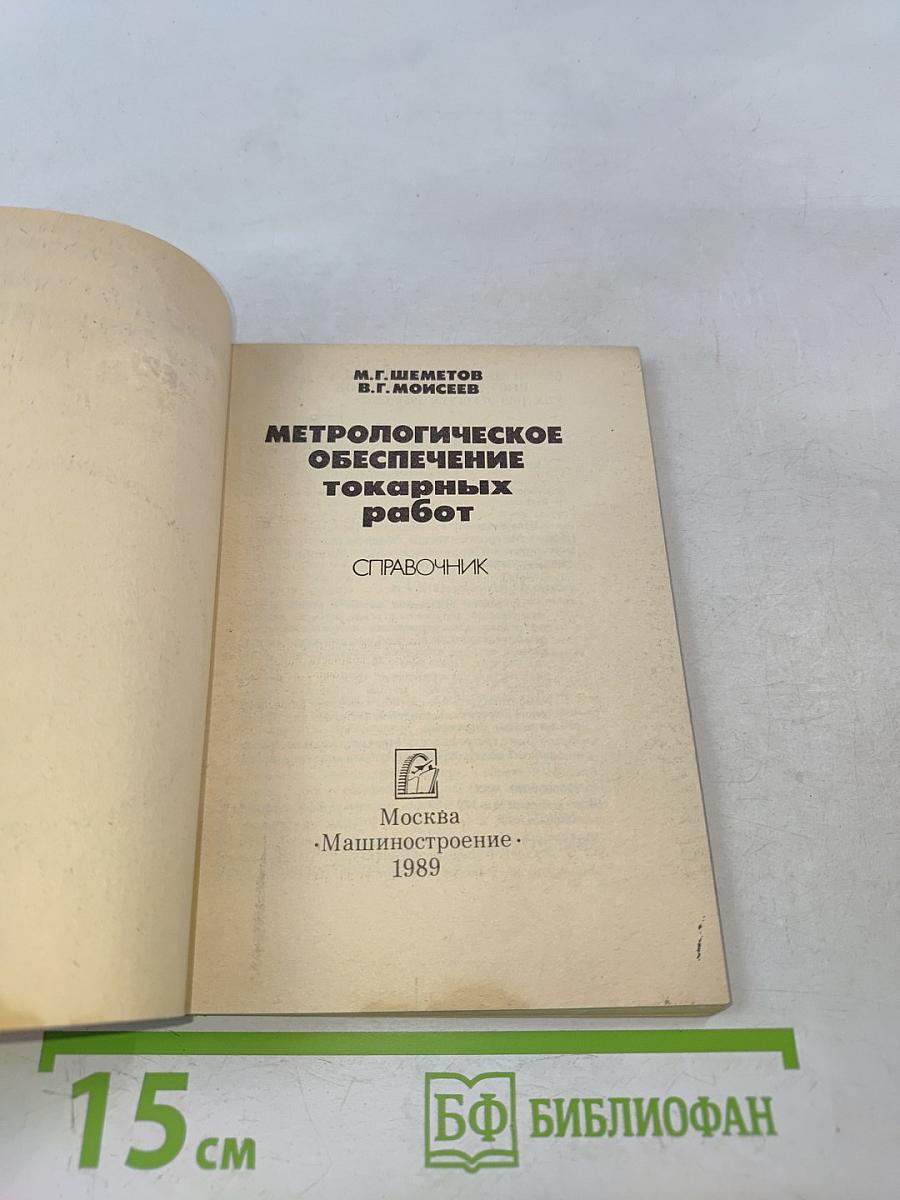 М.Г.ШЕМЕТОВ
В.Г.МОИСЕЕВ
МЕТРОЛОГИЧЕСКОЕ
ОБЕСПЕЧЕНИЕ
токарных
работ
СПРАВОЧНИК
Москва
·Машиностроение·
1989
15 см
БФ БИБЛИОФАН